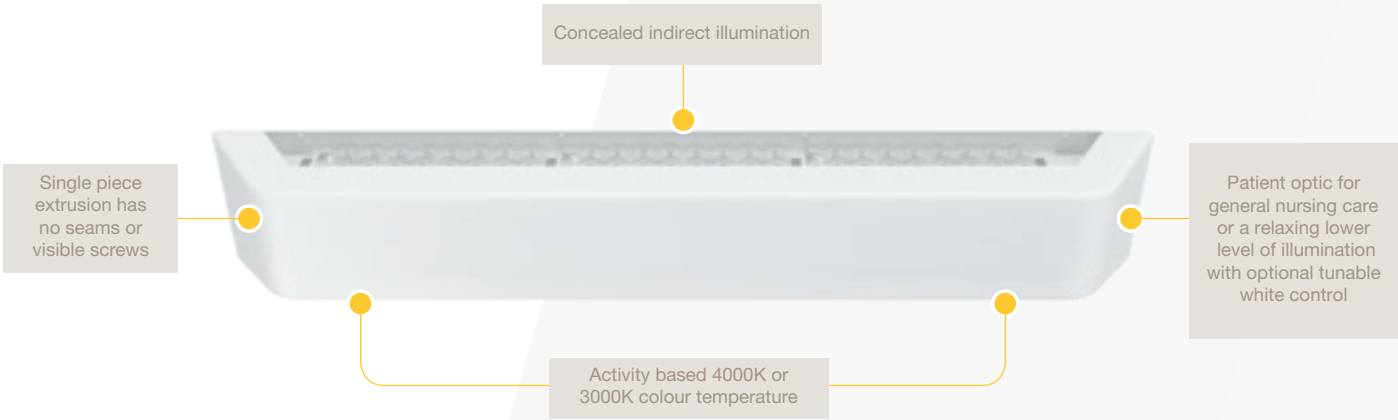 Concealed indirect illumination
Single piece
extrusion has
no seams or
visible screws
Patient optic for
general nursing care
or a relaxing lower
level of illumination
with optional tunable
white control
Activity based 4000K or
3000K colour temperature